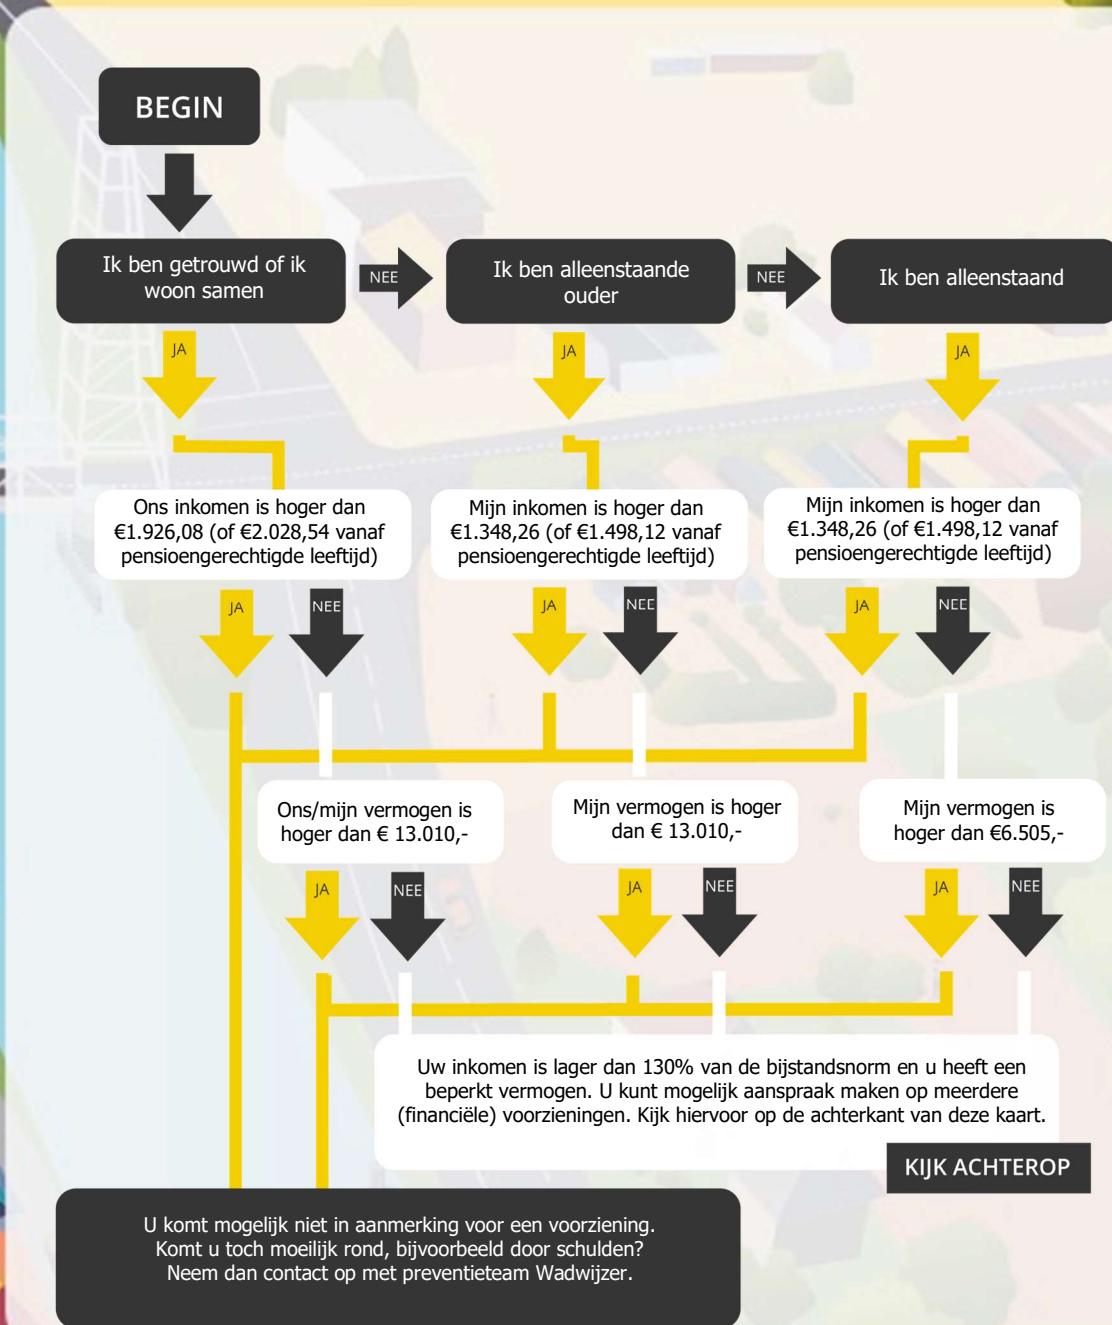 BEGIN
Ik ben getrouwd of ik
woon samen
NEE
Ik ben alleenstaande
ouder
NEE
Ik ben alleenstaand
JA
JA
JA
Ons inkomen is hoger dan
€1.926,08 (of €2.028,54 vanaf
pensioengerechtigde leeftijd)
Mijn inkomen is hoger dan
€1.348,26 (of €1.498,12 vanaf
pensioengerechtigde leeftijd)
Mijn inkomen is hoger dan
€1.348,26 (of €1.498,12 vanaf
pensioengerechtigde leeftijd)
JA
NEE
JA
NEE
JA
NEE
Ons/mijn vermogen is
hoger dan € 13.010,-
Mijn vermogen is hoger
dan € 13.010,-
Mijn vermogen is
hoger dan €6.505,-
JA
NEE
JA
NEE
JA
NEE
Uw inkomen is lager dan 130% van de bijstandsnorm en u heeft een
beperkt vermogen. U kunt mogelijk aanspraak maken op meerdere
(financiële) voorzieningen. Kijk hiervoor op de achterkant van deze kaart.
KIJK ACHTEROP
U komt mogelijk niet in aanmerking voor een voorziening.
Komt u toch moeilijk rond, bijvoorbeeld door schulden?
Neem dan contact op met preventieteam Wadwijzer.